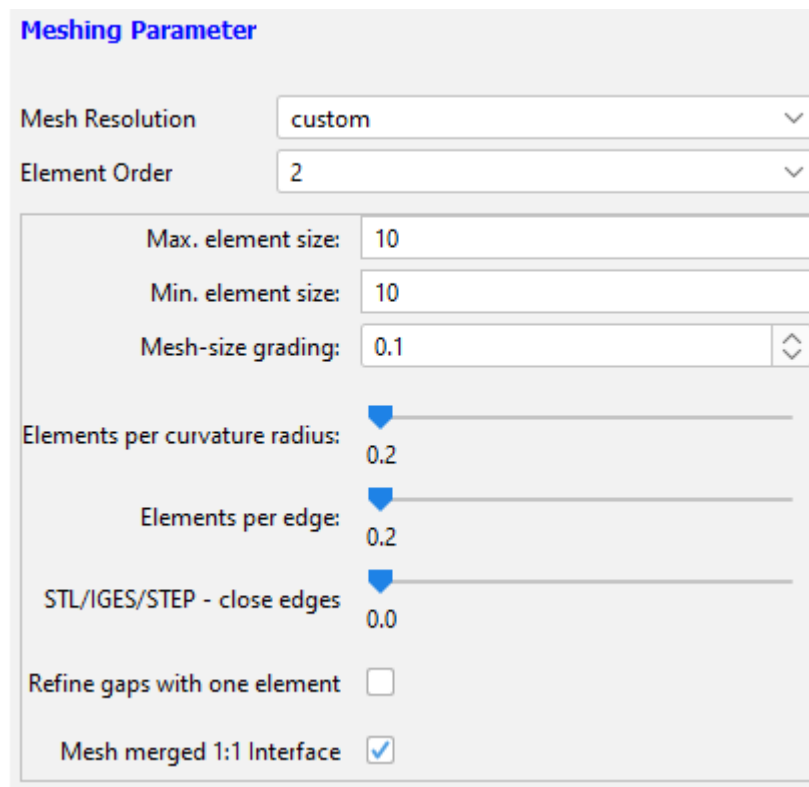 Meshing Parameter
Mesh Resolution custom
Element Order 2
Max. element size: 10
Min. element size: 10
Mesh-size grading: 0.1
Elements per curvature radius:
0.2
Elements per edge:
0.2
STL/IGES/STEP - close edges
0.0
Refine gaps with one element
Mesh merged 1:1 Interface